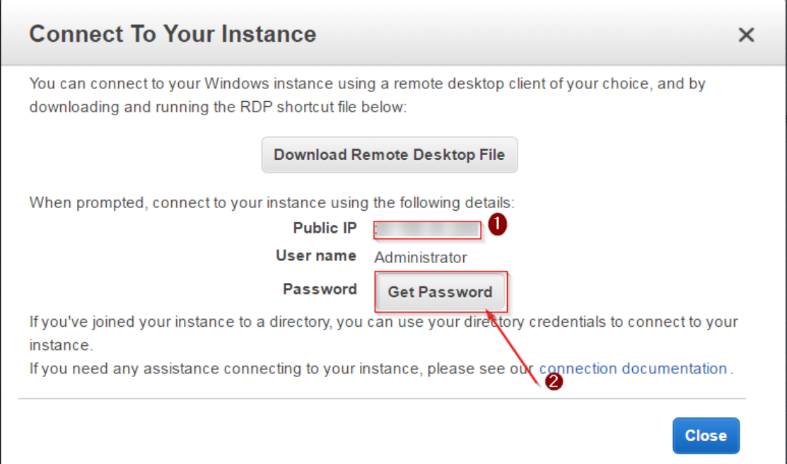 Connect To Your Instance
You can connect to your Windows instance using a remote desktop client of your choice, and by
downloading and running the RDP shortcut file below:
Download Remote Desktop File
When prompted, connect to your instance using the following details:
Public IP 1
User name Administrator
Password Get Password
If you've joined your instance to a directory, you can use your directory credentials to connect to your
instance.
If you need any assistance connecting to your instance, please see our connection documentation .
2
Close